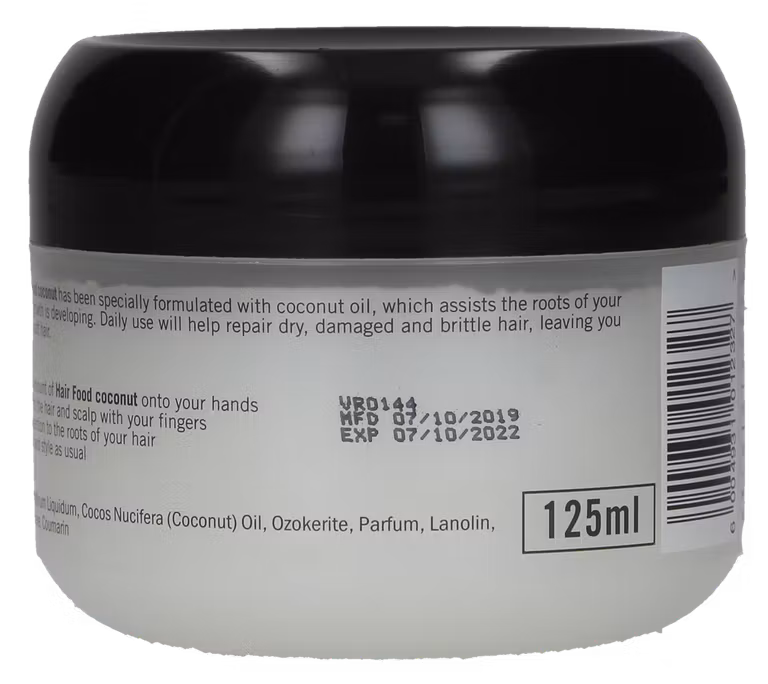 coconut has been specially formulated with coconut oil, which assists the roots of your
is developing. Daily use will help repair dry, damaged and brittle hair, leaving you
hair.
of Hair Food coconut onto your hands
hair and scalp with your fingers
to the roots of your hair
style as usual
VR0144
MFD 07/10/2019
EXP 07/10/2022
Liquidum, Cocos Nucifera (Coconut) Oil, Ozokerite, Parfum, Lanolin,
Coumarin
125ml